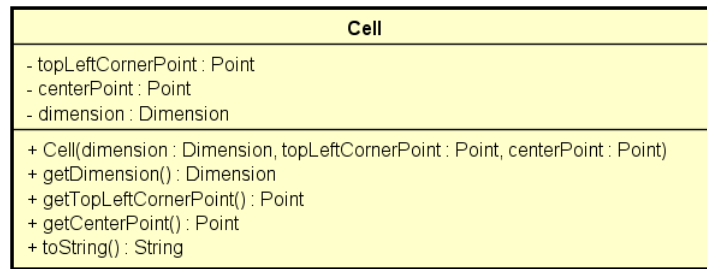 Cell
- topLeftCornerPoint : Point
- centerPoint : Point
- dimension : Dimension
+ Cell(dimension : Dimension, topLeftCornerPoint : Point, centerPoint : Point)
+ getDimension() : Dimension
+ getTopLeftCornerPoint() : Point
+ getCenterPoint() : Point
+ toString() : String